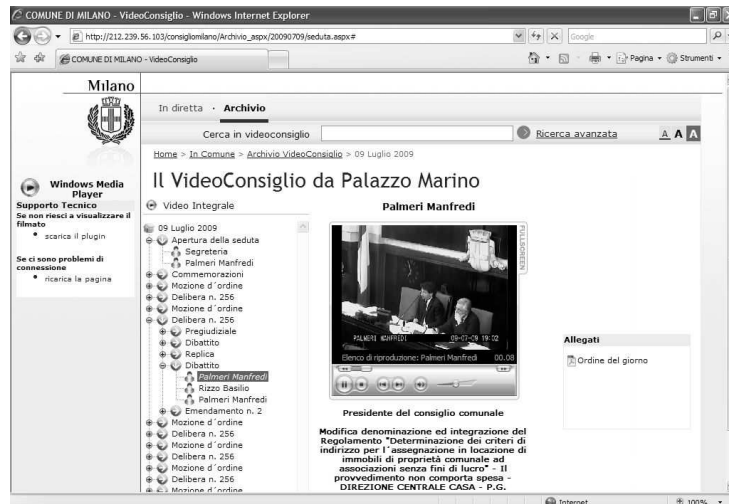 COMUNE DI MILANO - VideoConsiglio - Windows Internet Explorer
http://212.239.56.103/consigliomilano/Archivio_aspx/20090709/seduta.aspx#
Google
COMUNE DI MILANO - VideoConsiglio
Pagina
Strumenti
Milano
In diretta · Archivio
Cerca in videoconsiglio
Ricerca avanzata
A A A
Home > In Comune > Archivio VideoConsiglio > 09 Luglio 2009
Il VideoConsiglio da Palazzo Marino
Windows Media
Player
Supporto Tecnico
Se non riesci a visualizzare il
filmato
scarica il plugin
Se ci sono problemi di
connessione
ricarica la pagina
Video Integrale
09 Luglio 2009
Apertura della seduta
Segreteria
Palmeri Manfredi
Commemorazioni
Mozione d´ordine
Delibera n. 256
Mozione d´ordine
Delibera n. 256
Pregiudiziale
Dibattito
Replica
Dibattito
Palmeri Manfredi
Rizzo Basilio
Palmeri Manfredi
Emendamento n. 2
Mozione d´ordine
Delibera n. 256
Mozione d´ordine
Delibera n. 256
Mozione d´ordine
Delibera n. 256
Mozione d´ordine
Palmeri Manfredi
FULLSCREEN
PALMERI MANFREDI 09-07-09 19:02
Elenco di riproduzione: Palmeri Manfredi 00.08
Presidente del consiglio comunale
Modifica denominazione ed integrazione del
Regolamento "Determinazione dei criteri di
indirizzo per l´assegnazione in locazione di
immobili di proprietà comunale ad
associazioni senza fini di lucro" - Il
provvedimento non comporta spesa -
DIREZIONE CENTRALE CASA - P.G.
Allegati
Ordine del giorno
Internet
100%